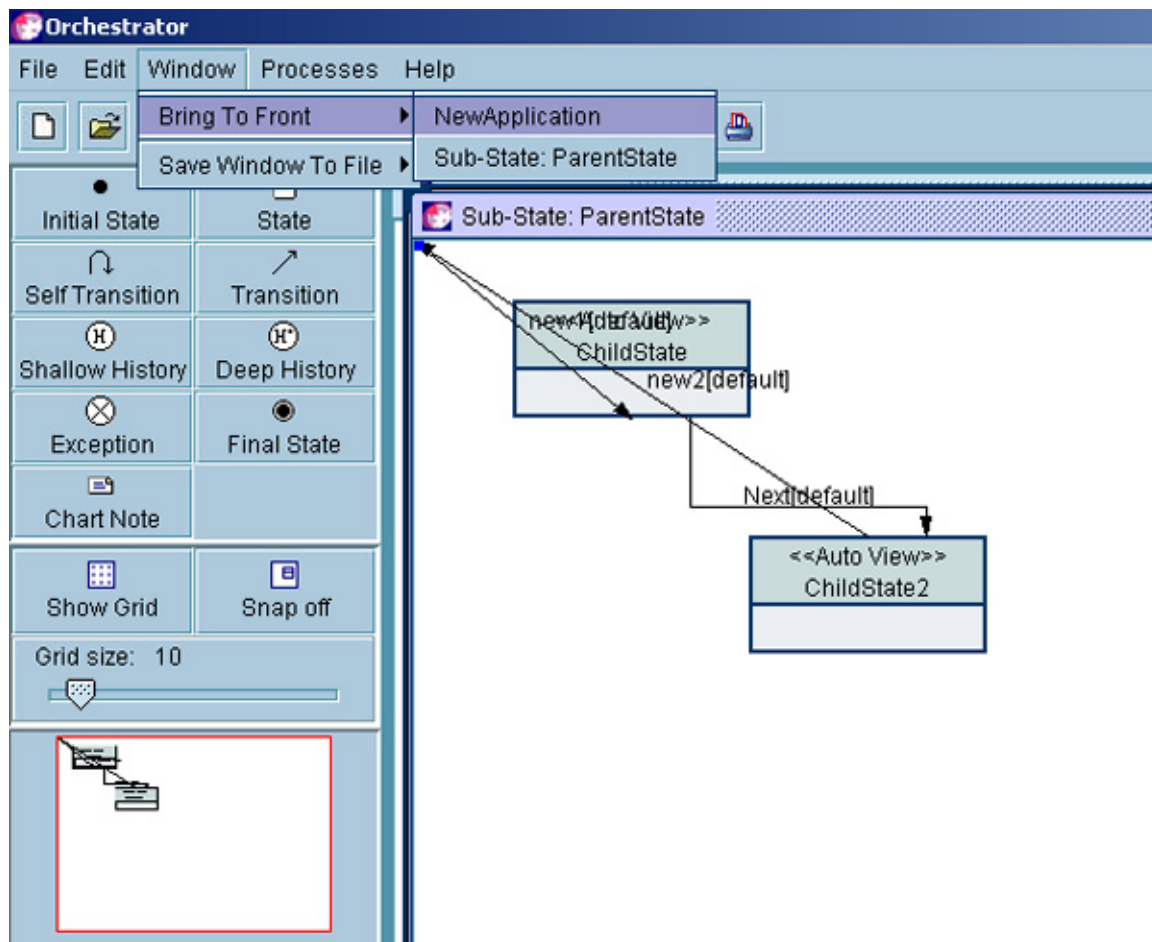 Orchestrator
File Edit Window Processes Help
Bring To Front NewApplication
Save Window To File Sub-State: ParentState
Initial State State
Sub-State: ParentState
Self Transition Transition
Shallow History Deep History
Exception Final State
Chart Note
Show Grid Snap off
Grid size: 10
ChildState
new2[default]
Next[default]
<<Auto View>>
ChildState2